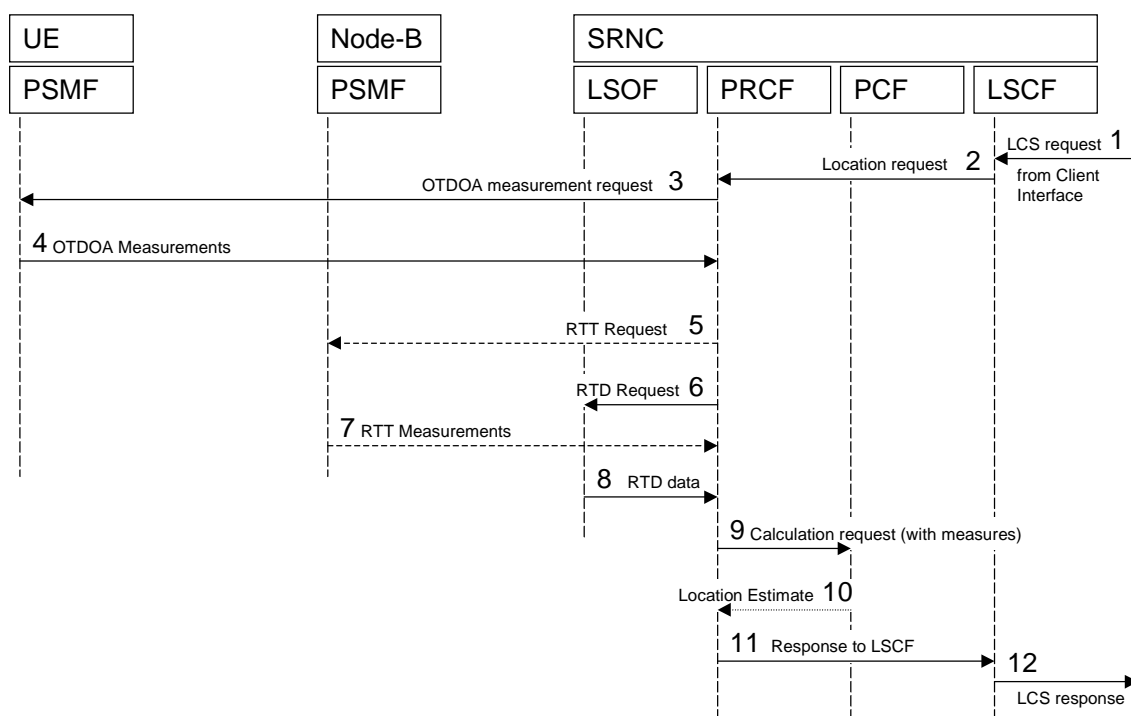 UE
Node-B
SRNC
PSMF
PSMF
LSOF
PRCF
PCF
LSCF
LCS request 1
from Client
Interface
Location request 2
OTDOA measurement request 3
4 OTDOA Measurements
RTT Request 5
RTD Request 6
7 RTT Measurements
8 RTD data
9 Calculation request (with measures)
Location Estimate 10
11 Response to LSCF
12
LCS response